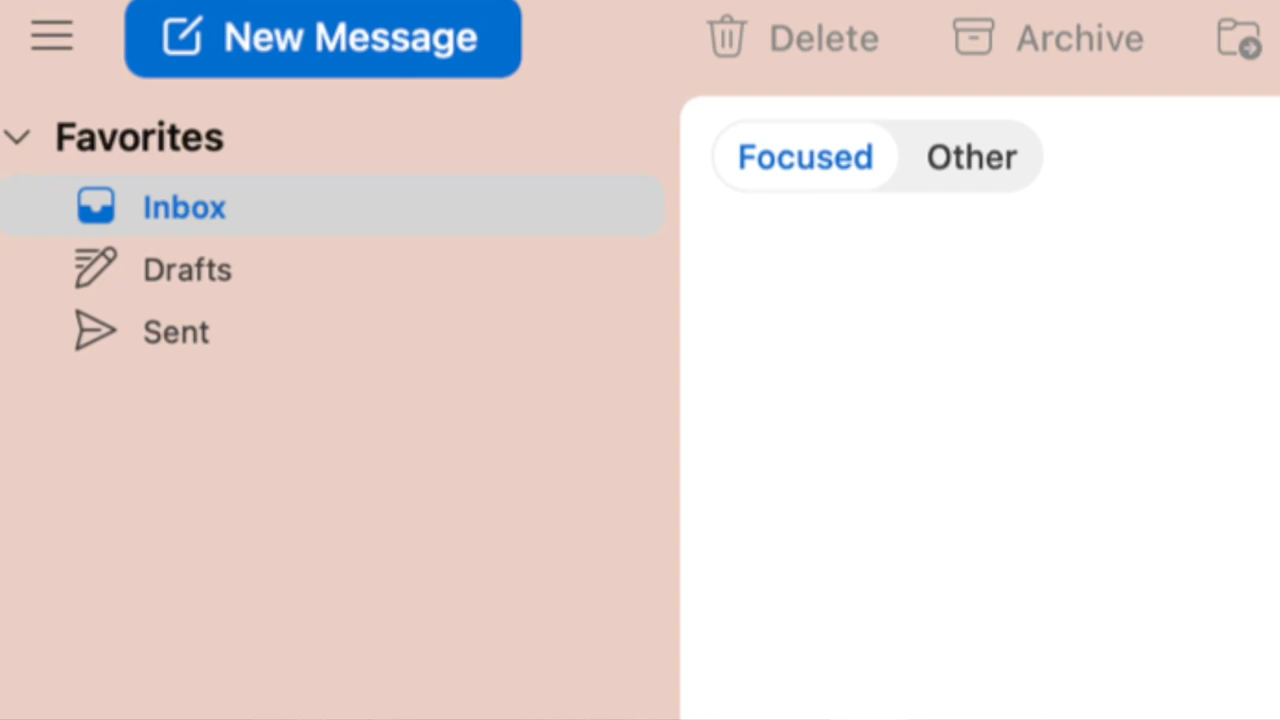 New Message
Delete
Archive
Favorites
Focused
Other
Inbox
Drafts
Sent